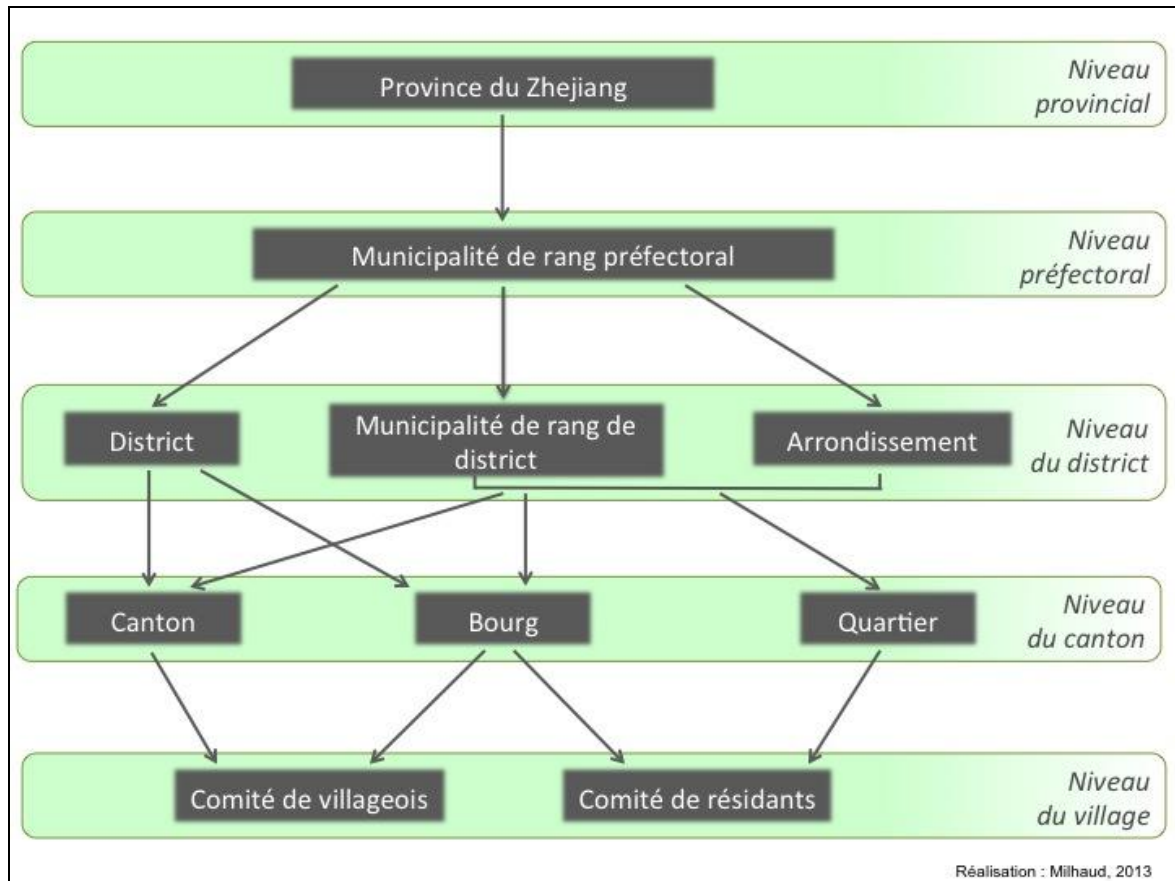 Province du Zhejiang
Niveau
provincial
Municipalité de rang préfectoral
Niveau
préfectoral
District
Municipalité de rang de
district
Arrondissement
Niveau
du district
Canton
Bourg
Quartier
Niveau
du canton
Comité de villageois
Comité de résidants
Niveau
du village
Réalisation : Milhaud, 2013